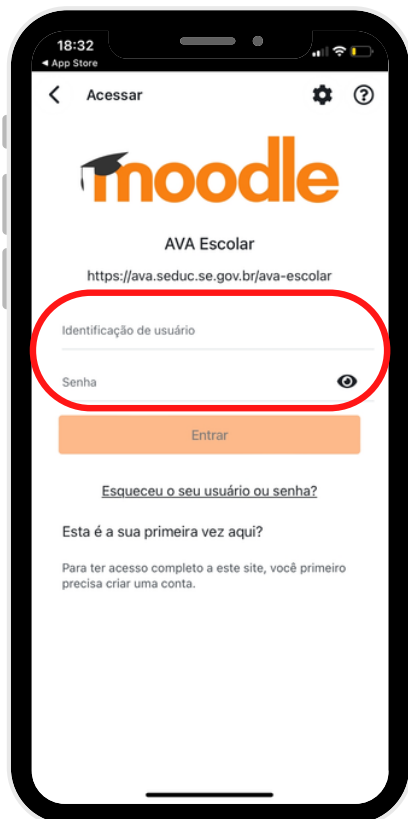 18:32
◀ App Store
Acessar
moodle
AVA Escolar
https://ava.seduc.se.gov.br/ava-escolar
Identificação de usuário
Senha
Entrar
Esqueceu o seu usuário ou senha?
Esta é a sua primeira vez aqui?
Para ter acesso completo a este site, você primeiro
precisa criar uma conta.